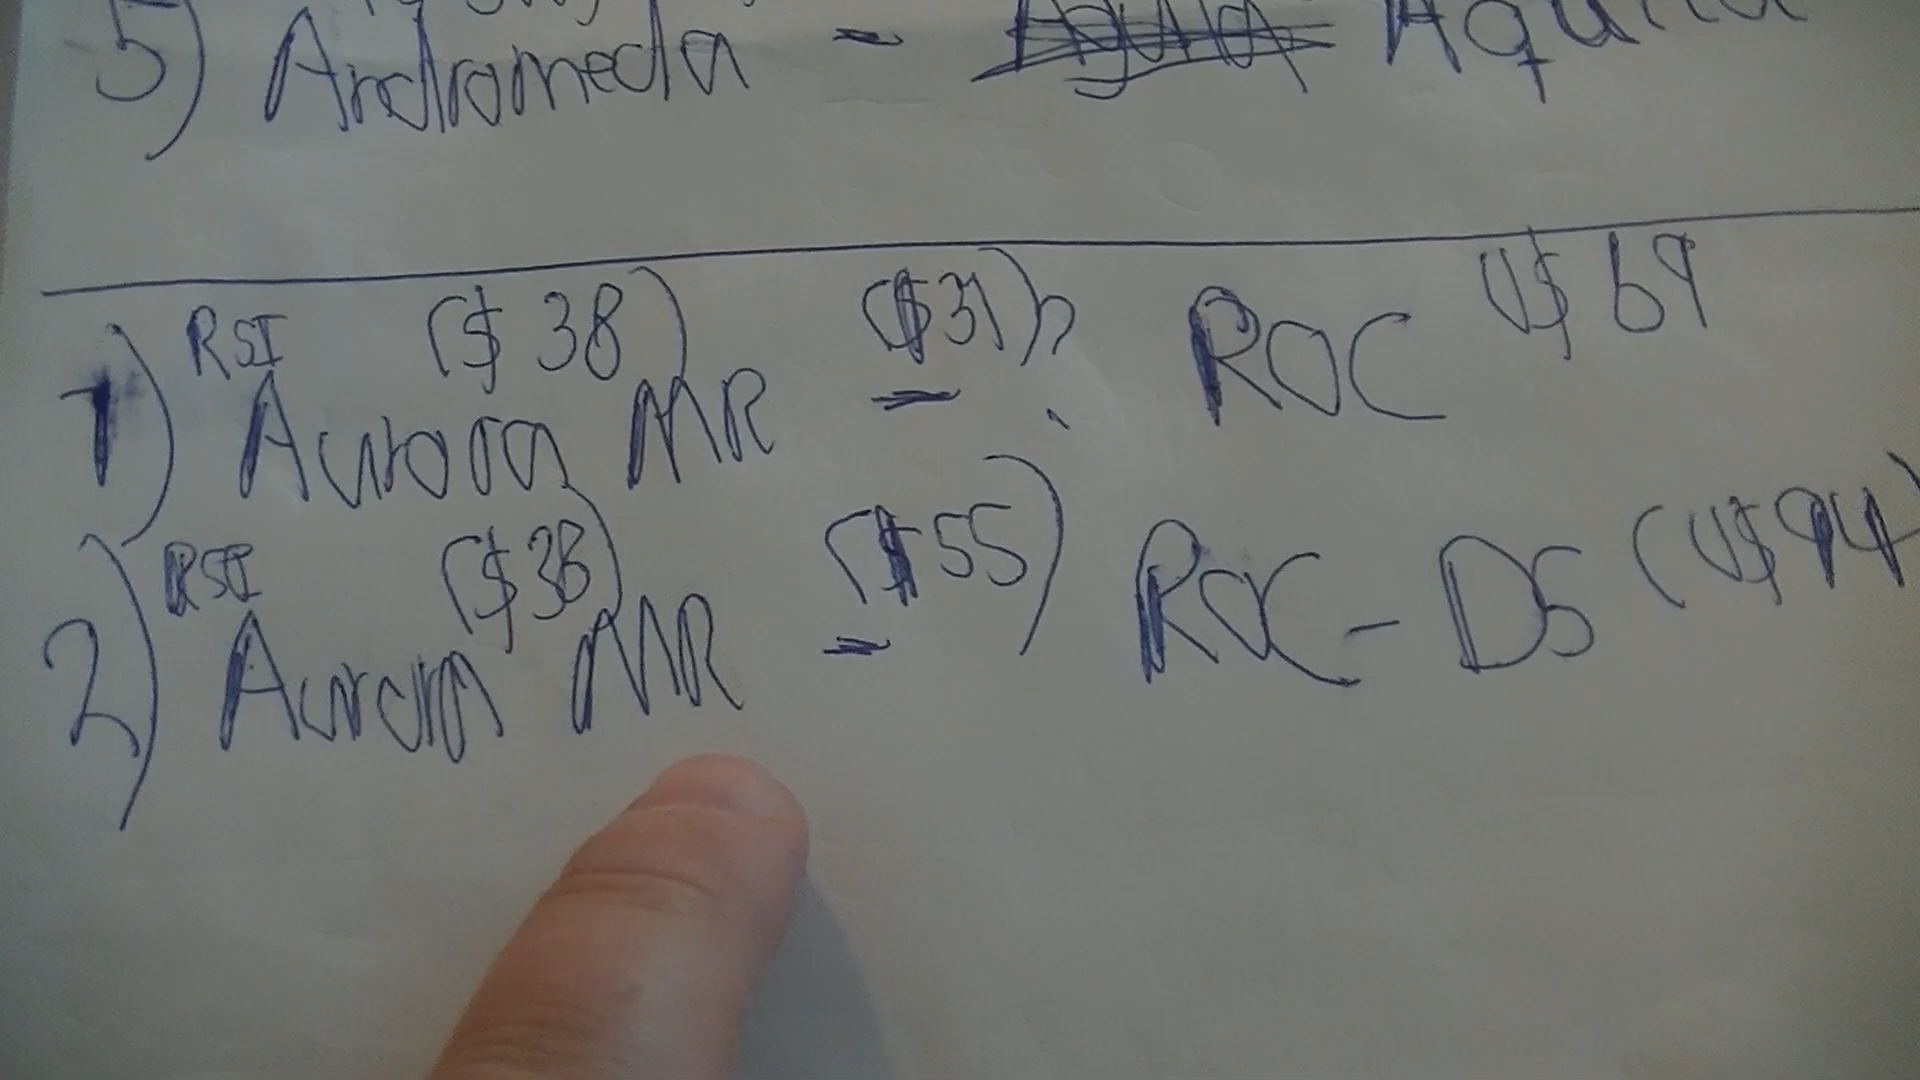 5) Andromeda - Aquila
RSI ($ 38) ($31) ROC U$ 69
1) Aurora MR -
RSI ($38) ($55) ROC-DS (U$94)
2) Aurora MR -